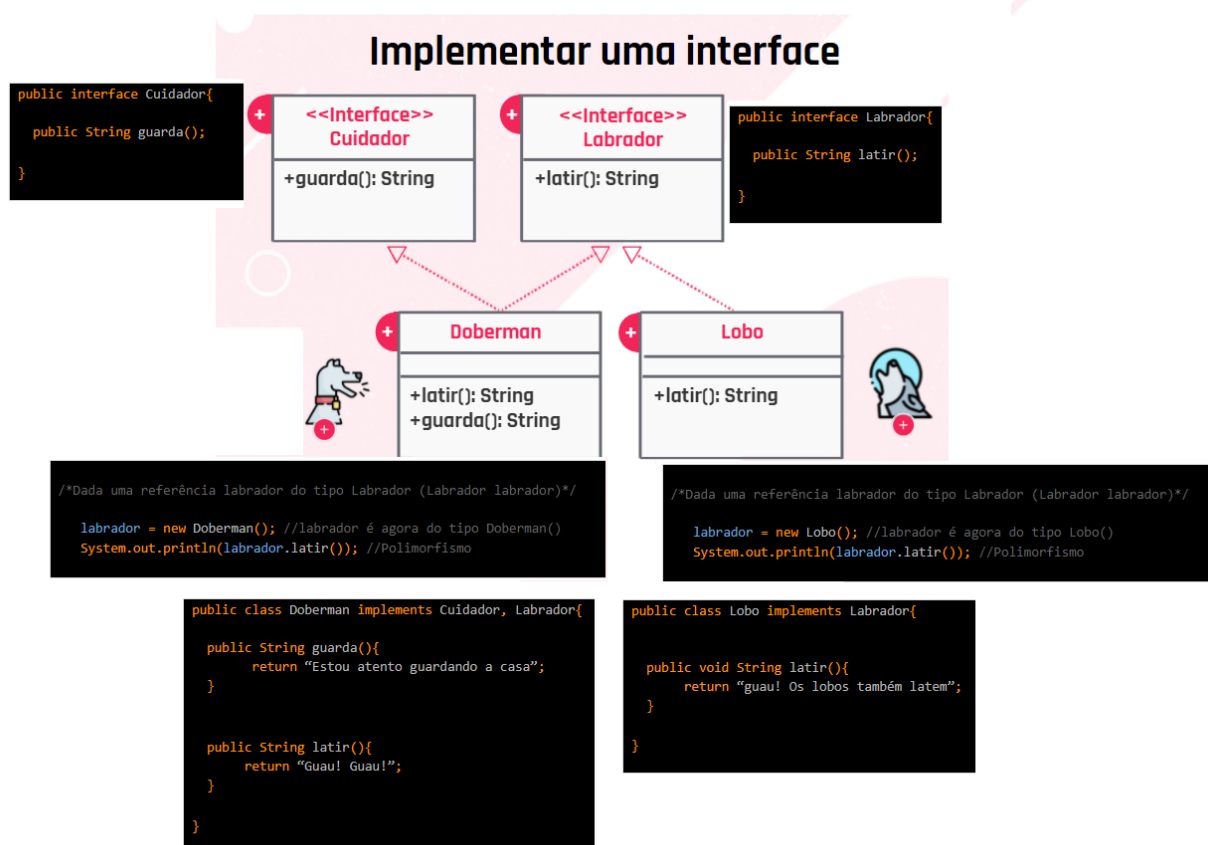 Implementar uma interface
public interface Cuidador{
public String guarda();
}
<<Interface>>
Cuidador
+guarda(): String
<<Interface>>
Labrador
+latir(): String
public interface Labrador{
public String latir();
}
Doberman
+latir(): String
+guarda(): String
Lobo
+latir(): String
/*Dada uma referência labrador do tipo Labrador (Labrador labrador)*/
labrador = new Doberman(); //labrador é agora do tipo Doberman()
System.out.println(labrador.latir()); //Polimorfismo
/*Dada uma referência labrador do tipo Labrador (Labrador labrador)*/
labrador = new Lobo(); //labrador é agora do tipo Lobo()
System.out.println(labrador.latir()); //Polimorfismo
public class Doberman implements Cuidador, Labrador{
public String guarda(){
return “Estou atento guardando a casa”;
}
public String latir(){
return “Guau! Guau!”;
}
}
public class Lobo implements Labrador{
public void String latir(){
return “guau! Os lobos também latem”;
}
}